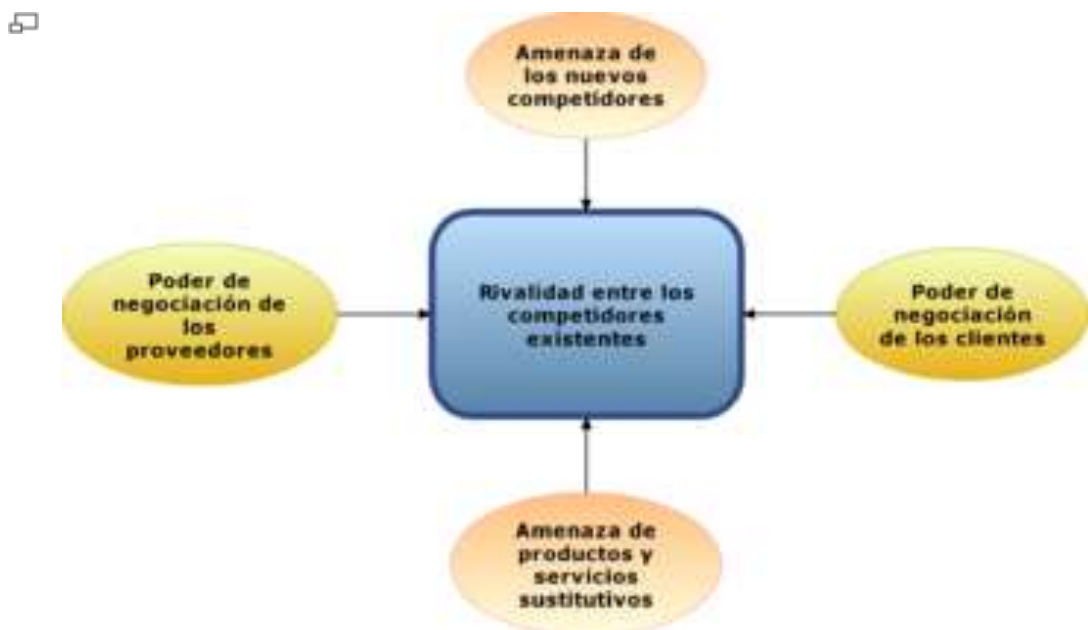 Amenaza de
los nuevos
competidores
Poder de
negociación de
los
proveedores
Rivalidad entre los
competidores
existentes
Poder de
negociación
de los clientes
Amenaza de
productos y
servicios
sustitutivos